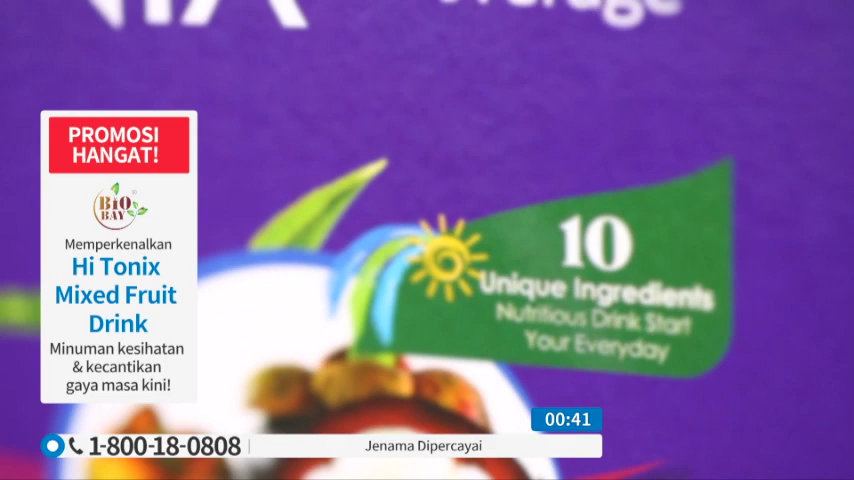 PROMOSI
HANGAT!
BIO
BAY
Memperkenalkan
Hi Tonix
Mixed Fruit
Drink
Minuman kesihatan
& kecantikan
gaya masa kini!
10
Unique Ingredients
Nutritious Drink Start
Your Everyday
00:41
1-800-18-0808
Jenama Dipercayai